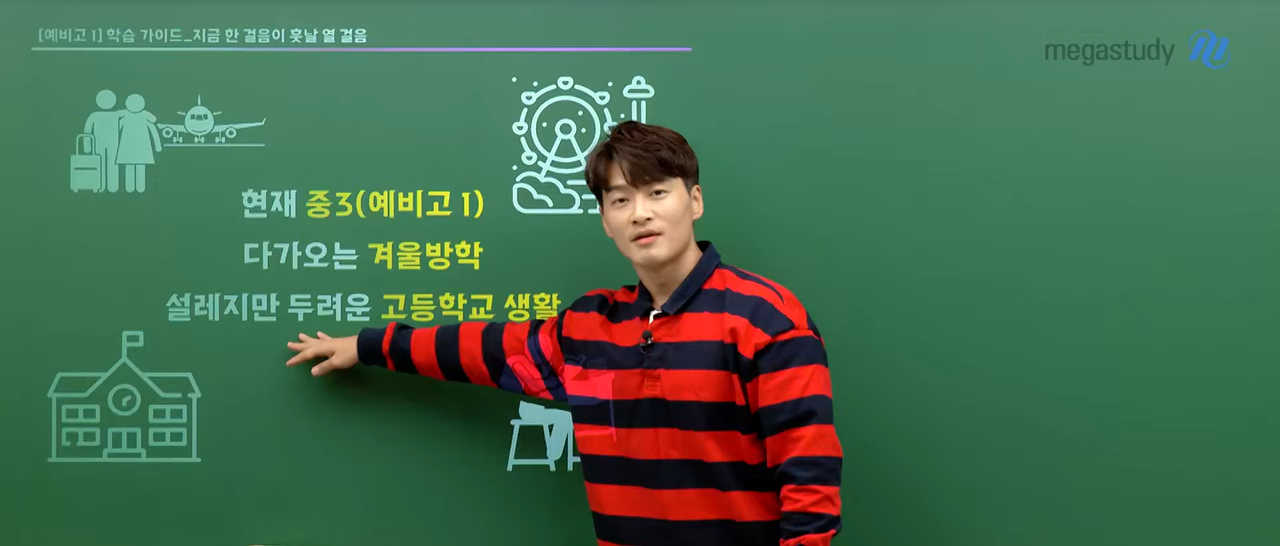 [예비고 1] 학습 가이드_지금 한 걸음이 훗날 열 걸음
megastudy
현재 중3(예비고 1)
다가오는 겨울방학
설레지만 두려운 고등학교 생활